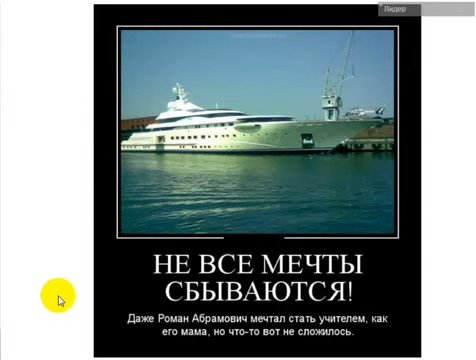 Лидер
НЕ ВСЕ МЕЧТЫ
СБЫВАЮТСЯ!
Даже Роман Абрамович мечтал стать учителем, как
его мама, но что-то вот не сложилось.